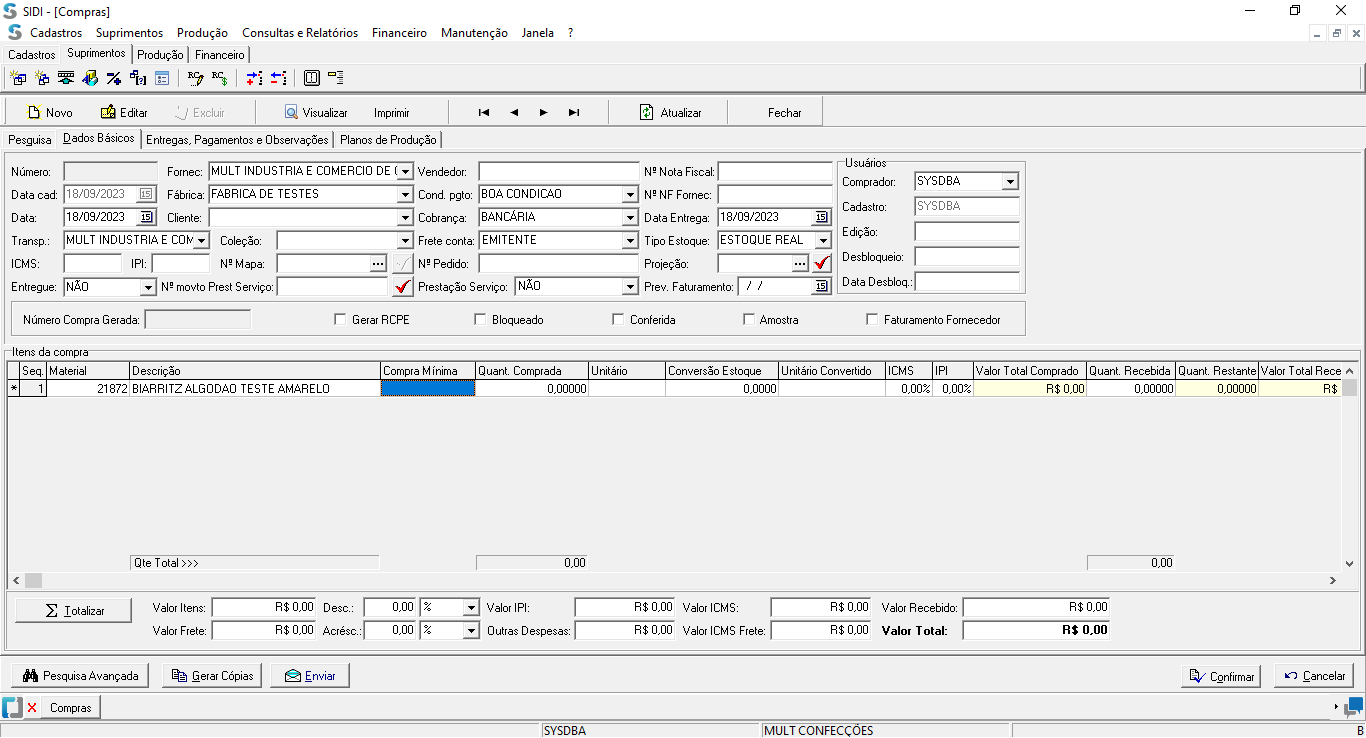 SIDI - [Compras]
Cadastros Suprimentos Produção Consultas e Relatórios Financeiro Manutenção Janela ?
Cadastros Suprimentos Produção Financeiro
Novo Editar Excluir Visualizar Imprimir Atualizar Fechar
Pesquisa Dados Básicos Entregas, Pagamentos e Observações Planos de Produção
Número: Fornec: MULT INDUSTRIA E COMERCIO DE ( Vendedor: Nº Nota Fiscal: Usuários
Comprador: SYSDBA
Data cad: 18/09/2023 15 Fábrica: FABRICA DE TESTES Cond. pgto: BOA CONDICAO Nº NF Fornec:
Cadastro: SYSDBA
Data: 18/09/2023 15 Cliente: Cobrança: BANCÁRIA Data Entrega: 18/09/2023 15
Edição:
Transp.: MULT INDUSTRIA E COM Coleção: Frete conta: EMITENTE Tipo Estoque: ESTOQUE REAL
Desbloqueio:
ICMS: IPI: Nº Mapa: ... Nº Pedido: Projeção: ...
Data Desbloq.:
Entregue: NÃO Nº movto Prest Serviço: Prestação Serviço: NÃO Prev. Faturamento: / / 15
Número Compra Gerada: Gerar RCPE Bloqueado Conferida Amostra Faturamento Fornecedor
Itens da compra
Seq. Material Descrição Compra Mínima Quant. Comprada Unitário Conversão Estoque Unitário Convertido ICMS IPI Valor Total Comprado Quant. Recebida Quant. Restante Valor Total Rece
* 1 21872 BIARRITZ ALGODAO TESTE AMARELO 0,00000 0,0000 0,00% 0,00% R$ 0,00 0,00000 0,00000 R$
Qte Total >>> 0,00 0,00
Totalizar Valor Itens: R$ 0,00 Desc.: 0,00 % Valor IPI: R$ 0,00 Valor ICMS: R$ 0,00 Valor Recebido: R$ 0,00
Valor Frete: R$ 0,00 Acrésc.: 0,00 % Outras Despesas: R$ 0,00 Valor ICMS Frete: R$ 0,00 Valor Total: R$ 0,00
Pesquisa Avançada Gerar Cópias Enviar Confirmar Cancelar
Compras
SYSDBA MULT CONFECÇÕES B